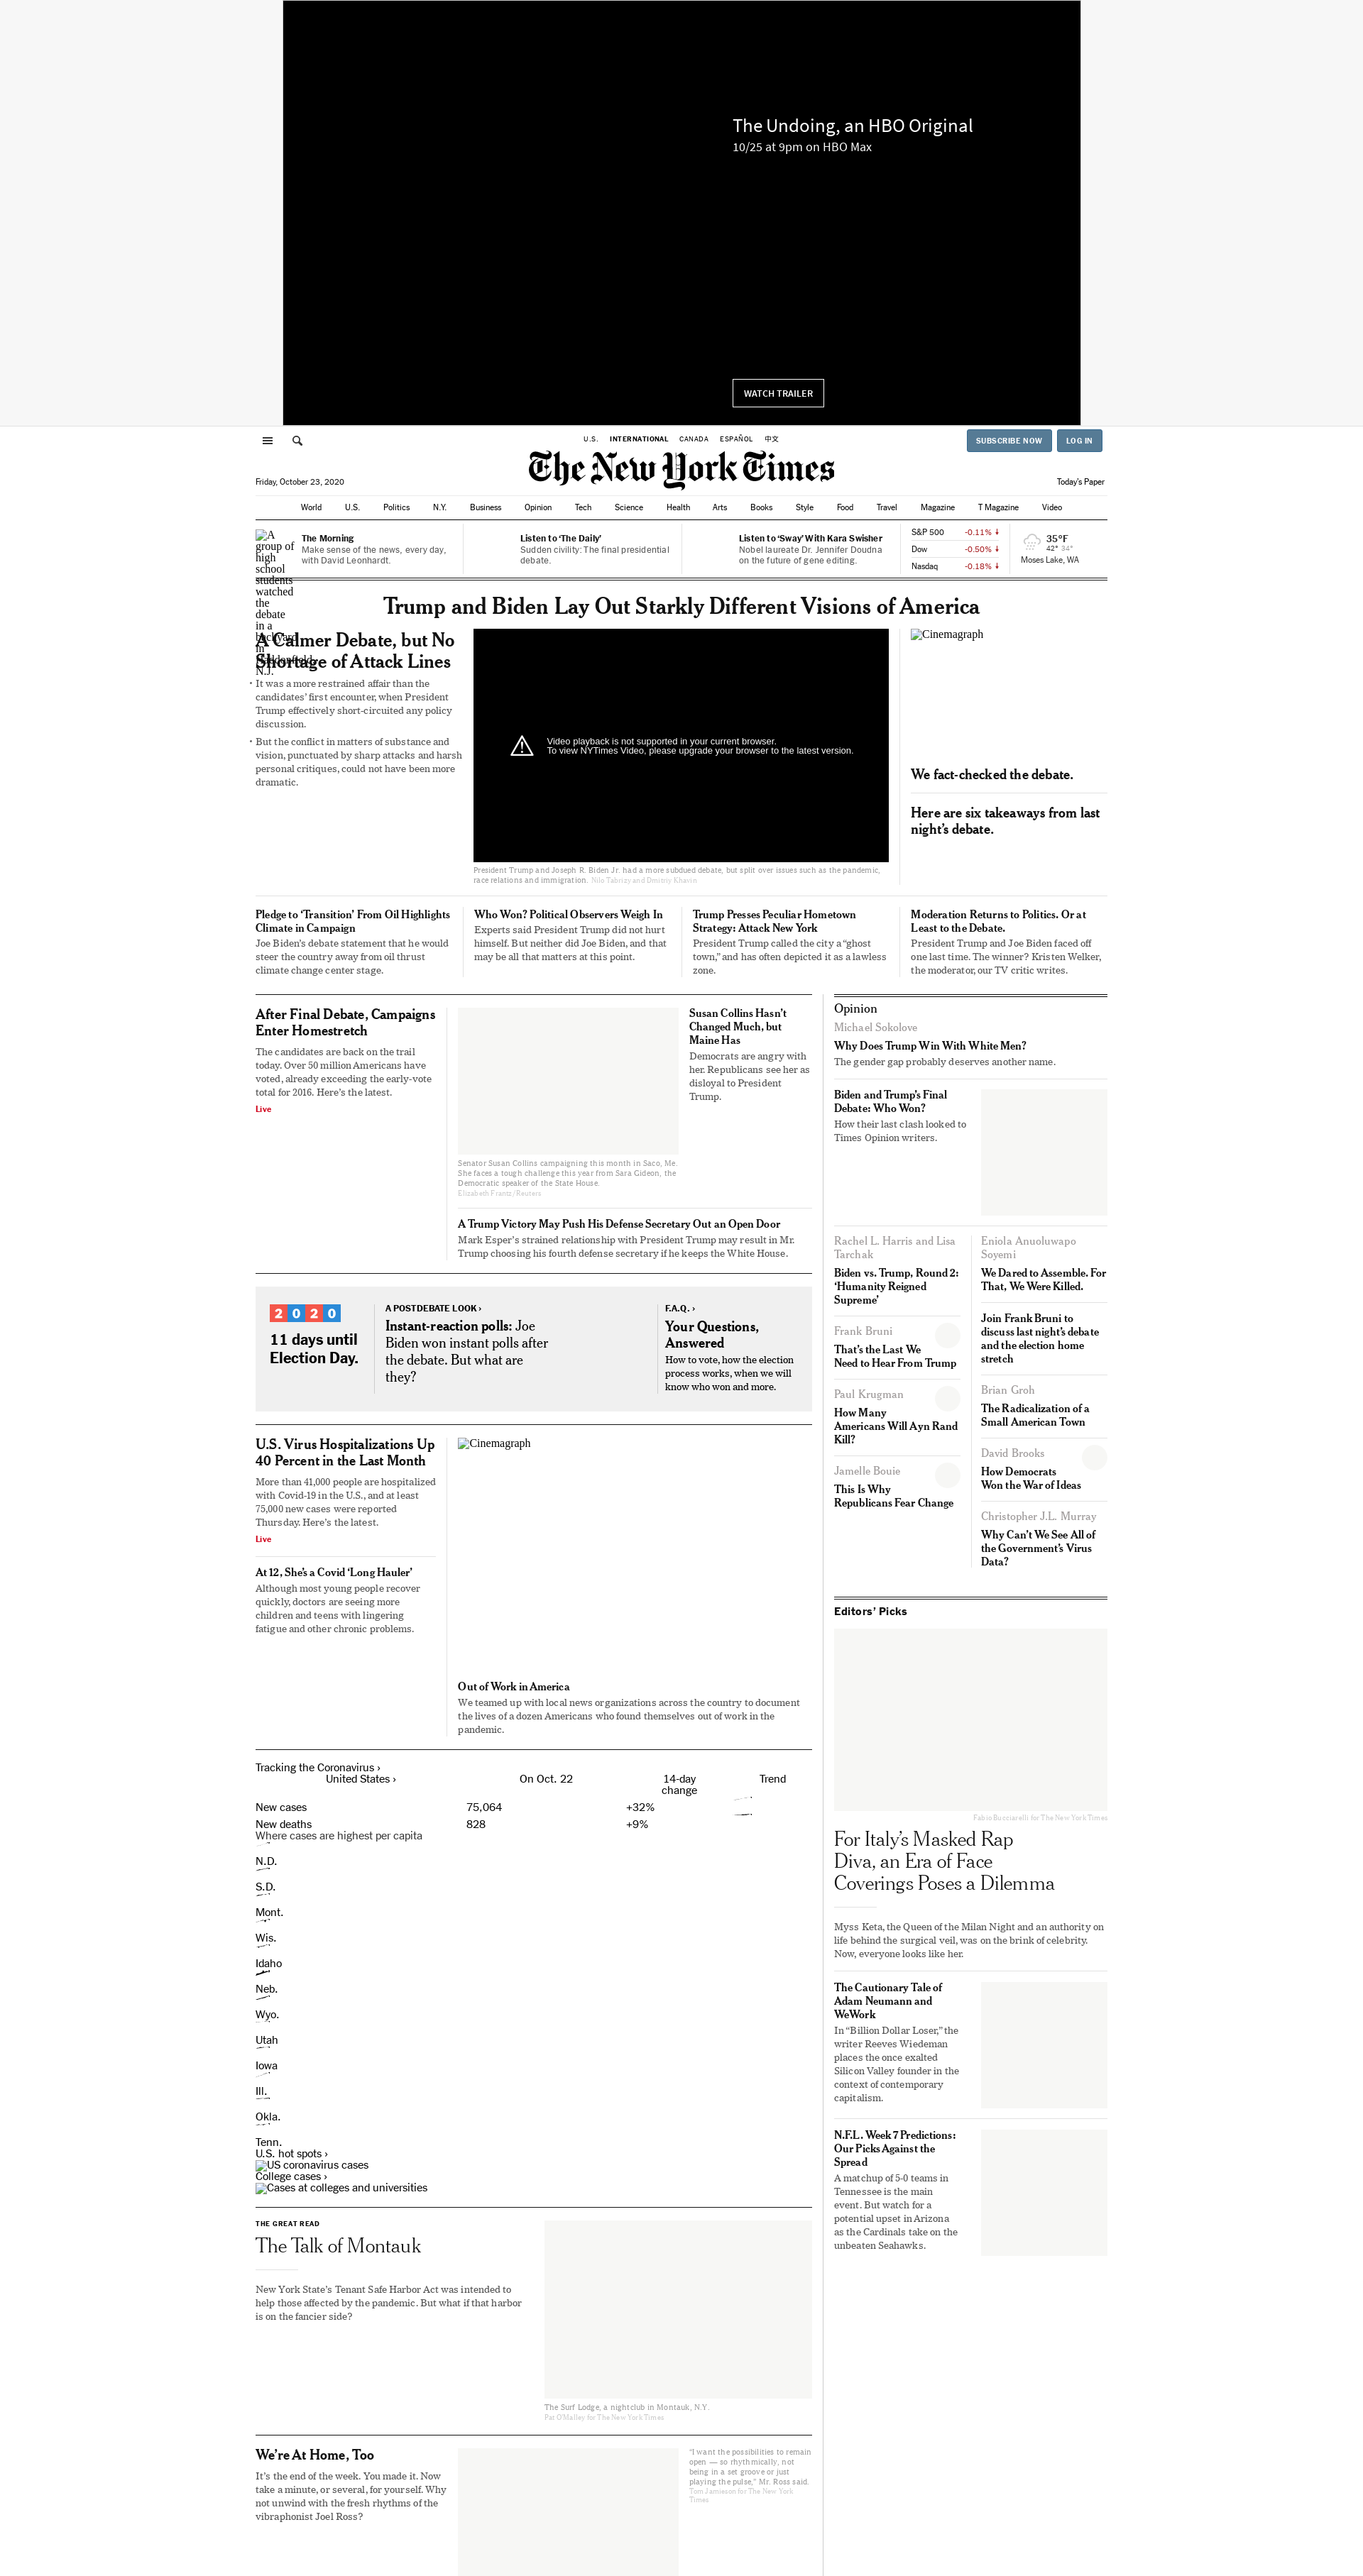 The Undoing, an HBO Original
10/25 at 9pm on HBO Max
WATCH TRAILER
U.S. INTERNATIONAL CANADA ESPAÑOL 中文
SUBSCRIBE NOW LOG IN
The New York Times
Friday, October 23, 2020
Today's Paper
World U.S. Politics N.Y. Business Opinion Tech Science Health Arts Books Style Food Travel Magazine T Magazine Video
A
group of
high
school
students
watched
the
debate
in a
backyard
in
Haddonfield,
N.J.
The Morning
Make sense of the news, every day,
with David Leonhardt.
Listen to ‘The Daily’
Sudden civility: The final presidential
debate.
Listen to ‘Sway’ With Kara Swisher
Nobel laureate Dr. Jennifer Doudna
on the future of gene editing.
S&P 500 -0.11%
Dow -0.50%
Nasdaq -0.18%
35°F
42° 34°
Moses Lake, WA
Trump and Biden Lay Out Starkly Different Visions of America
A Calmer Debate, but No
Shortage of Attack Lines
• It was a more restrained affair than the
candidates’ first encounter, when President
Trump effectively short-circuited any policy
discussion.
• But the conflict in matters of substance and
vision, punctuated by sharp attacks and harsh
personal critiques, could not have been more
dramatic.
Video playback is not supported in your current browser.
To view NYTimes Video, please upgrade your browser to the latest version.
President Trump and Joseph R. Biden Jr. had a more subdued debate, but split over issues such as the pandemic,
race relations and immigration. Nilo Tabrizy and Dmitriy Khavin
Cinemagraph
We fact-checked the debate.
Here are six takeaways from last
night’s debate.
Pledge to ‘Transition’ From Oil Highlights
Climate in Campaign
Joe Biden’s debate statement that he would
steer the country away from oil thrust
climate change center stage.
Who Won? Political Observers Weigh In
Experts said President Trump did not hurt
himself. But neither did Joe Biden, and that
may be all that matters at this point.
Trump Presses Peculiar Hometown
Strategy: Attack New York
President Trump called the city a “ghost
town,” and has often depicted it as a lawless
zone.
Moderation Returns to Politics. Or at
Least to the Debate.
President Trump and Joe Biden faced off
one last time. The winner? Kristen Welker,
the moderator, our TV critic writes.
After Final Debate, Campaigns
Enter Homestretch
The candidates are back on the trail
today. Over 50 million Americans have
voted, already exceeding the early-vote
total for 2016. Here’s the latest.
Live
Senator Susan Collins campaigning this month in Saco, Me.
She faces a tough challenge this year from Sara Gideon, the
Democratic speaker of the State House.
Elizabeth Frantz/Reuters
Susan Collins Hasn’t
Changed Much, but
Maine Has
Democrats are angry with
her. Republicans see her as
disloyal to President
Trump.
A Trump Victory May Push His Defense Secretary Out an Open Door
Mark Esper’s strained relationship with President Trump may result in Mr.
Trump choosing his fourth defense secretary if he keeps the White House.
2020
11 days until
Election Day.
A POSTDEBATE LOOK ›
Instant-reaction polls: Joe
Biden won instant polls after
the debate. But what are
they?
F.A.Q. ›
Your Questions,
Answered
How to vote, how the election
process works, when we will
know who won and more.
U.S. Virus Hospitalizations Up
40 Percent in the Last Month
More than 41,000 people are hospitalized
with Covid-19 in the U.S., and at least
75,000 new cases were reported
Thursday. Here’s the latest.
Live
At 12, She’s a Covid ‘Long Hauler’
Although most young people recover
quickly, doctors are seeing more
children and teens with lingering
fatigue and other chronic problems.
Cinemagraph
Out of Work in America
We teamed up with local news organizations across the country to document
the lives of a dozen Americans who found themselves out of work in the
pandemic.
Tracking the Coronavirus ›
United States › On Oct. 22 14-day
change Trend
New cases 75,064 +32%
New deaths 828 +9%
Where cases are highest per capita
N.D.
S.D.
Mont.
Wis.
Idaho
Neb.
Wyo.
Utah
Iowa
Ill.
Okla.
Tenn.
U.S. hot spots ›
US coronavirus cases
College cases ›
Cases at colleges and universities
THE GREAT READ
The Talk of Montauk
New York State’s Tenant Safe Harbor Act was intended to
help those affected by the pandemic. But what if that harbor
is on the fancier side?
The Surf Lodge, a nightclub in Montauk, N.Y.
Pat O’Malley for The New York Times
We’re At Home, Too
It’s the end of the week. You made it. Now
take a minute, or several, for yourself. Why
not unwind with the fresh rhythms of the
vibraphonist Joel Ross?
“I want the possibilities to remain
open — so rhythmically, not
being in a set groove or just
playing the pulse,” Mr. Ross said.
Tom Jamieson for The New York
Times
Opinion
Michael Sokolove
Why Does Trump Win With White Men?
The gender gap probably deserves another name.
Biden and Trump’s Final
Debate: Who Won?
How their last clash looked to
Times Opinion writers.
Rachel L. Harris and Lisa
Tarchak
Biden vs. Trump, Round 2:
‘Humanity Reigned
Supreme’
Frank Bruni
That’s the Last We
Need to Hear From Trump
Paul Krugman
How Many
Americans Will Ayn Rand
Kill?
Jamelle Bouie
This Is Why
Republicans Fear Change
Eniola Anuoluwapo
Soyemi
We Dared to Assemble. For
That, We Were Killed.
Join Frank Bruni to
discuss last night’s debate
and the election home
stretch
Brian Groh
The Radicalization of a
Small American Town
David Brooks
How Democrats
Won the War of Ideas
Christopher J.L. Murray
Why Can’t We See All of
the Government’s Virus
Data?
Editors’ Picks
Fabio Bucciarelli for The New York Times
For Italy’s Masked Rap
Diva, an Era of Face
Coverings Poses a Dilemma
Myss Keta, the Queen of the Milan Night and an authority on
life behind the surgical veil, was on the brink of celebrity.
Now, everyone looks like her.
The Cautionary Tale of
Adam Neumann and
WeWork
In “Billion Dollar Loser,” the
writer Reeves Wiedeman
places the once exalted
Silicon Valley founder in the
context of contemporary
capitalism.
N.F.L. Week 7 Predictions:
Our Picks Against the
Spread
A matchup of 5-0 teams in
Tennessee is the main
event. But watch for a
potential upset in Arizona
as the Cardinals take on the
unbeaten Seahawks.